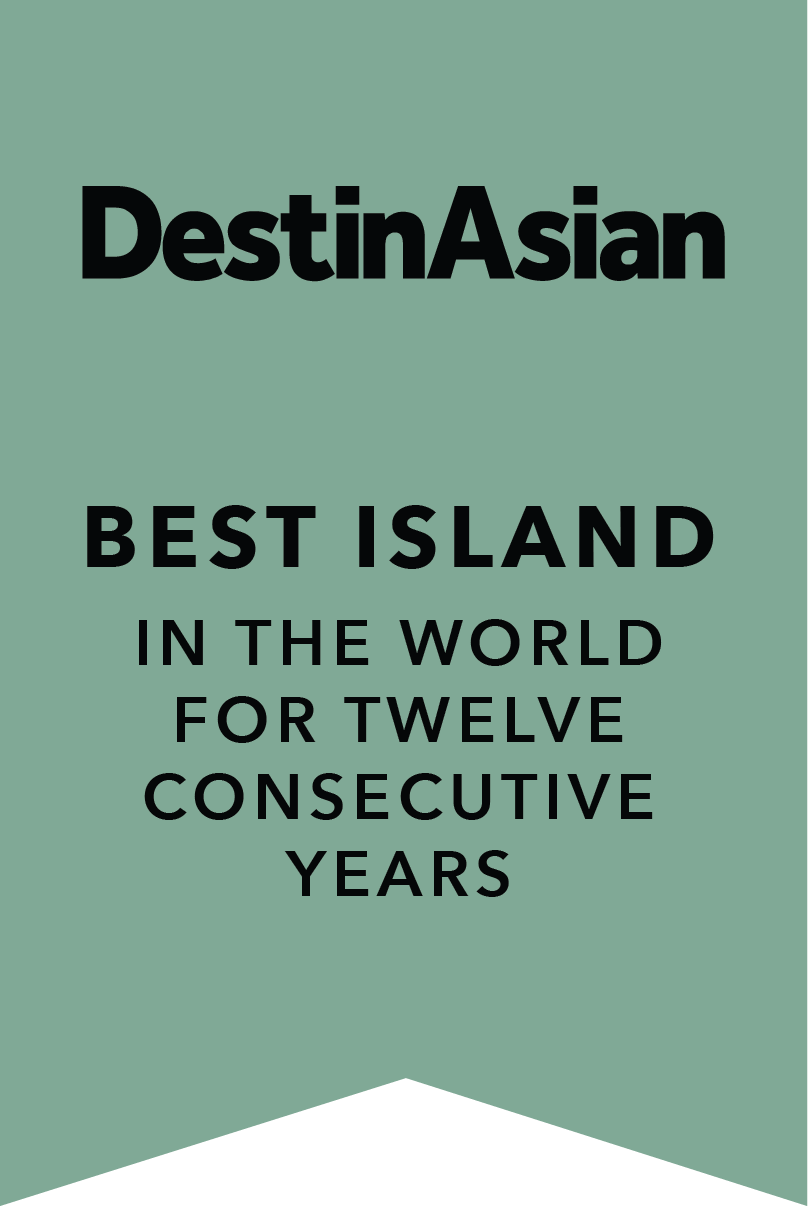 DestinAsian
BEST ISLAND
IN THE WORLD
FOR TWELVE
CONSECUTIVE
YEARS